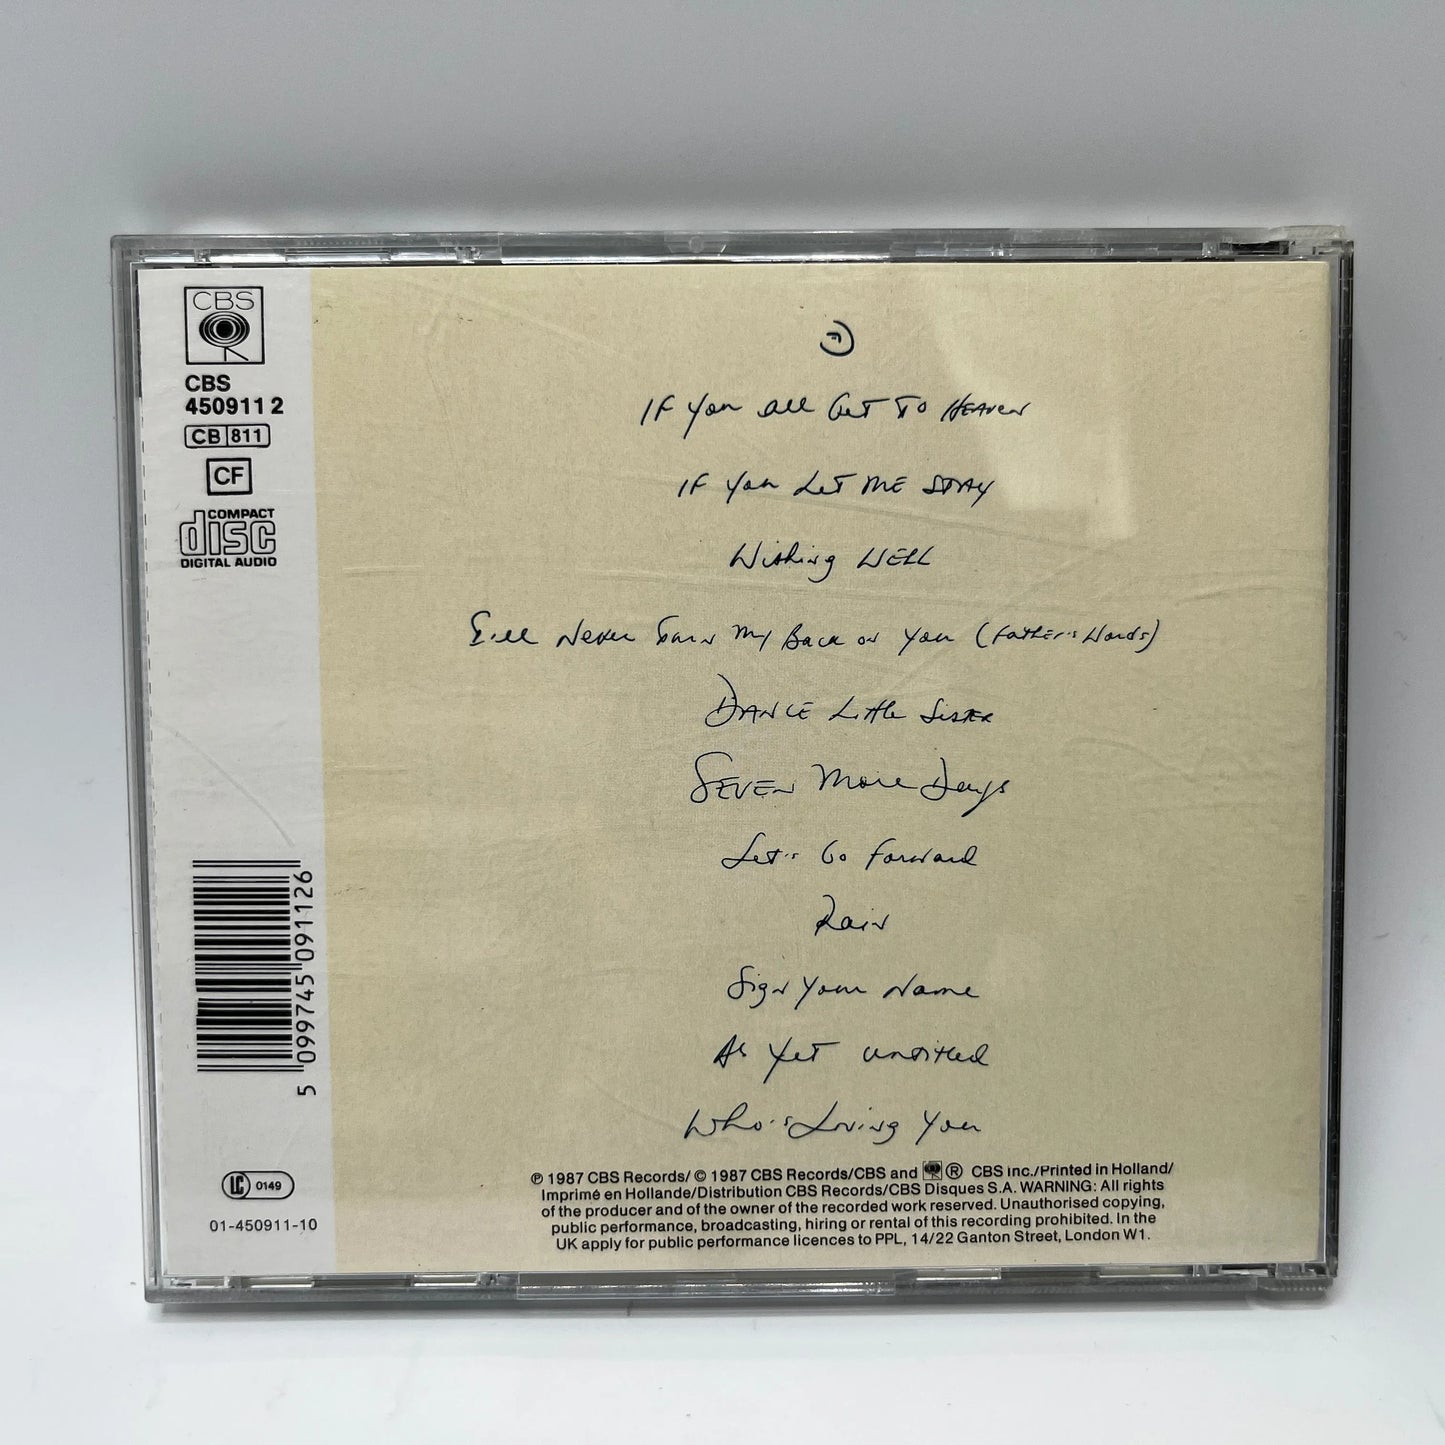 CBS
CBS
450911 2
CB 811
CF
COMPACT
disc
DIGITAL AUDIO
If You All Get To Heaven
If You Let Me Stay
Wishing Well
I'll Never Turn My Back on You (Father's Words)
Dance Little Sister
Seven More Days
Let's Go Forward
Rain
Sign Your Name
As Yet Untitled
Who's Loving You
5 099745 091126
LC 0149
01-450911-10
℗ 1987 CBS Records/ © 1987 CBS Records/CBS and ® CBS Inc./Printed in Holland/
Imprimé en Hollande/Distribution CBS Records/CBS Disques S.A. WARNING: All rights
of the producer and of the owner of the recorded work reserved. Unauthorised copying,
public performance, broadcasting, hiring or rental of this recording prohibited. In the
UK apply for public performance licences to PPL, 14/22 Ganton Street, London W1.